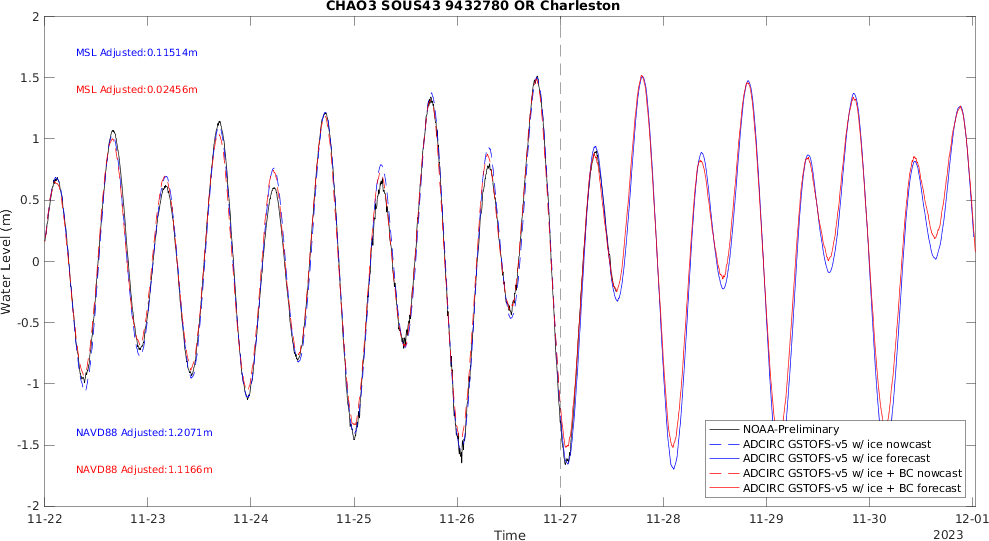 CHAO3 SOUS43 9432780 OR Charleston
Water Level (m)
2
1.5
1
0.5
0
-0.5
-1
-1.5
-2
MSL Adjusted:0.11514m
MSL Adjusted:0.02456m
NAVD88 Adjusted:1.2071m
NAVD88 Adjusted:1.1166m
NOAA-Preliminary
ADCIRC GSTOFS-v5 w/ ice nowcast
ADCIRC GSTOFS-v5 w/ ice forecast
ADCIRC GSTOFS-v5 w/ ice + BC nowcast
ADCIRC GSTOFS-v5 w/ ice + BC forecast
11-22 11-23 11-24 11-25 11-26 11-27 11-28 11-29 11-30 12-01
Time
2023